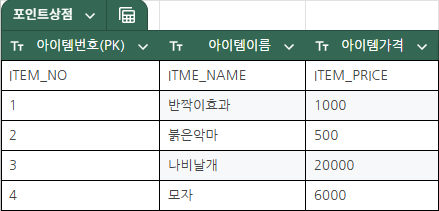 포인트상점
아이템번호(PK) 아이템이름 아이템가격
ITEM_NO ITME_NAME ITEM_PRICE
1 반짝이효과 1000
2 붉은악마 500
3 나비날개 20000
4 모자 6000